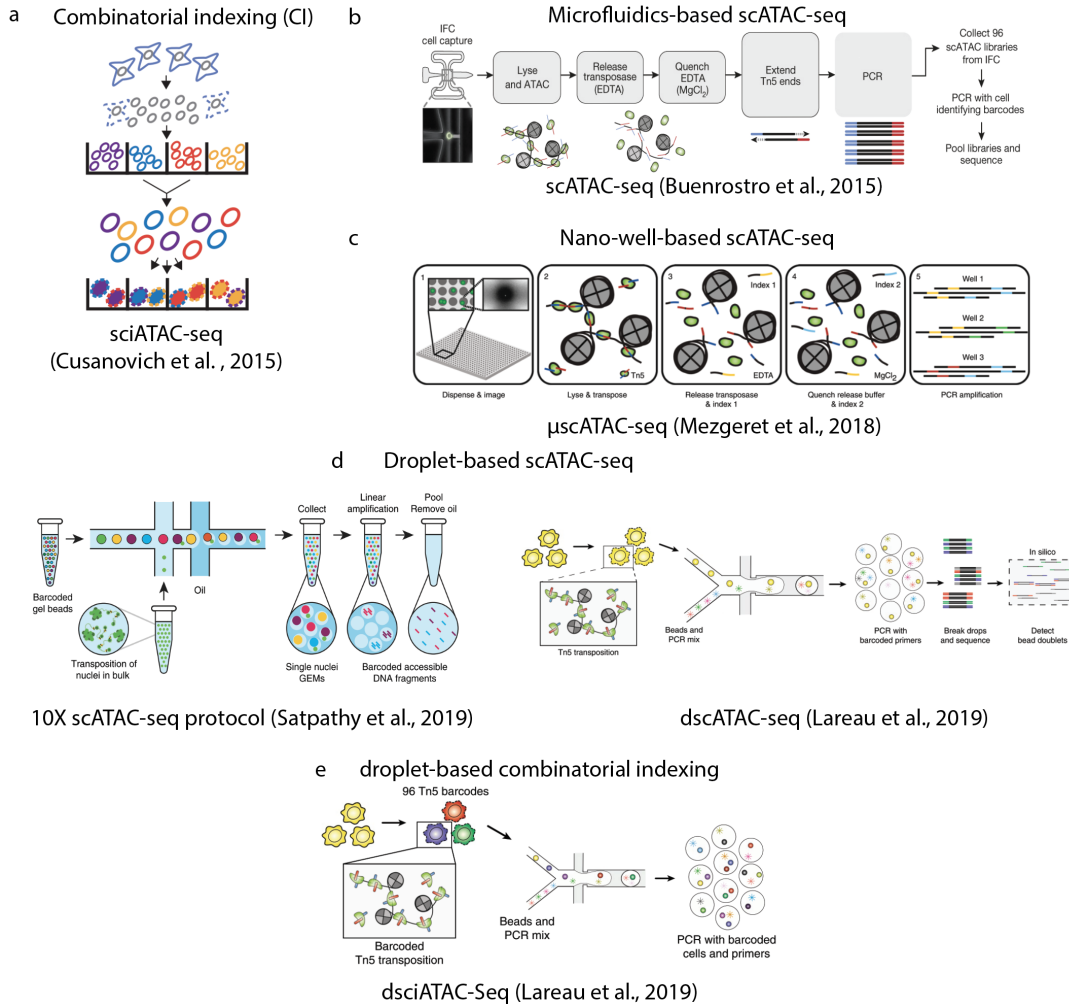 a
Combinatorial indexing (CI)
sciATAC-seq
(Cusanovich et al. , 2015)
b
Microfluidics-based scATAC-seq
IFC
cell capture
Lyse
and ATAC
Release
transposase
(EDTA)
Quench
EDTA
(MgCl2)
Extend
Tn5 ends
PCR
Collect 96
scATAC libraries
from IFC
PCR with cell
identifying barcodes
Pool libraries and
sequence
scATAC-seq (Buenrostro et al., 2015)
c
Nano-well-based scATAC-seq
1
Dispense & image
2
Tn5
Lyse & transpose
3
Index 1
EDTA
Release transposase
& index 1
4
Index 2
MgCl2
Quench release buffer
& index 2
5
Well 1
Well 2
Well 3
PCR amplification
μscATAC-seq (Mezgeret et al., 2018)
d
Droplet-based scATAC-seq
Barcoded
gel beads
Transposition of
nuclei in bulk
Oil
Collect
Linear
amplification
Pool
Remove oil
Single nuclei
GEMs
Barcoded accessible
DNA fragments
10X scATAC-seq protocol (Satpathy et al., 2019)
Tn5 transposition
Beads and
PCR mix
PCR with
barcoded primers
Break drops
and sequence
In silico
Detect
bead doublets
dscATAC-seq (Lareau et al., 2019)
e
droplet-based combinatorial indexing
96 Tn5 barcodes
Barcoded
Tn5 transposition
Beads and
PCR mix
PCR with barcoded
cells and primers
dsciATAC-Seq (Lareau et al., 2019)